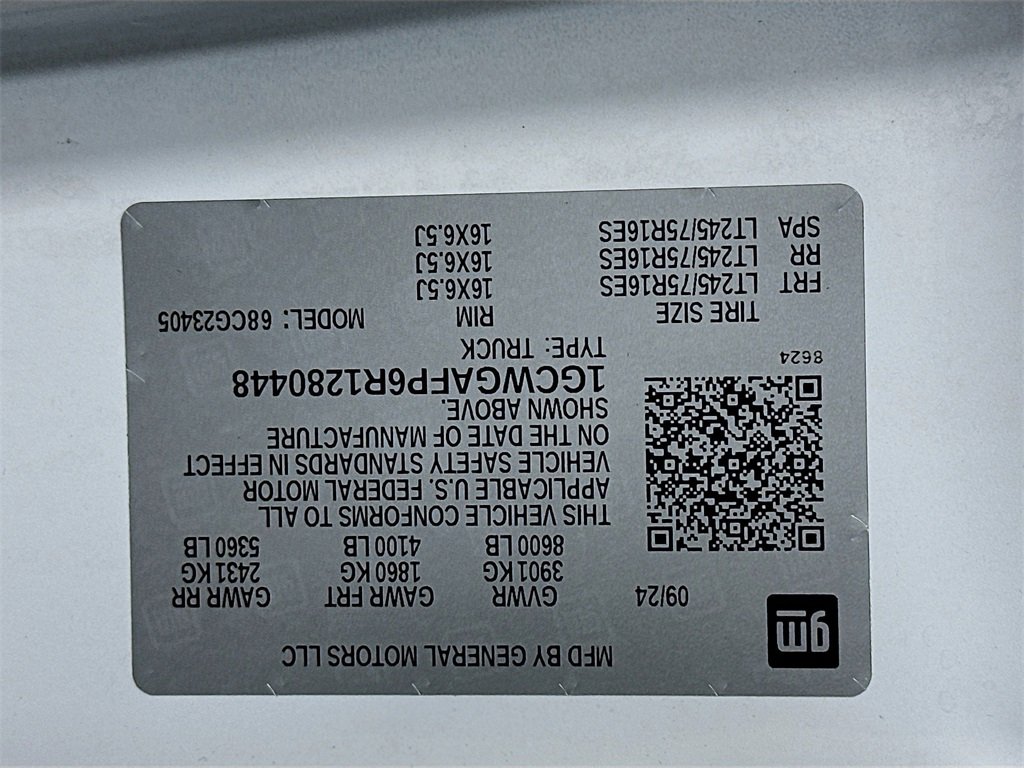 gm
MFD BY GENERAL MOTORS LLC
09/24 GVWR GAWR FRT GAWR RR
3901 KG 1860 KG 2431 KG
8600 LB 4100 LB 5360 LB
THIS VEHICLE CONFORMS TO ALL
APPLICABLE U.S. FEDERAL MOTOR
VEHICLE SAFETY STANDARDS IN EFFECT
ON THE DATE OF MANUFACTURE
SHOWN ABOVE.
1GCWGAFP6R1280448
8624 TYPE: TRUCK
TIRE SIZE RIM MODEL: 68CG23405
FRT LT245/75R16ES 16X6.5J
RR LT245/75R16ES 16X6.5J
SPA LT245/75R16ES 16X6.5J